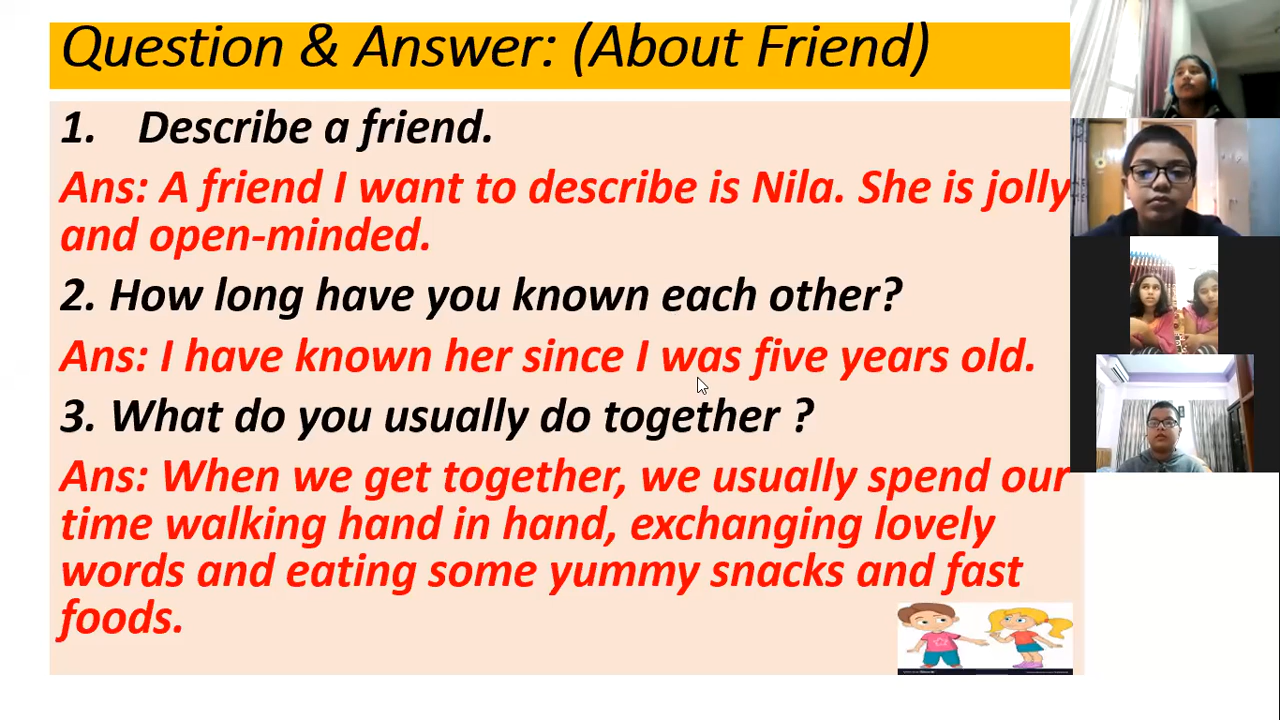 Question & Answer: (About Friend)
1. Describe a friend.
Ans: A friend I want to describe is Nila. She is jolly
and open-minded.
2. How long have you known each other?
Ans: I have known her since I was five years old.
3. What do you usually do together ?
Ans: When we get together, we usually spend our
time walking hand in hand, exchanging lovely
words and eating some yummy snacks and fast
foods.